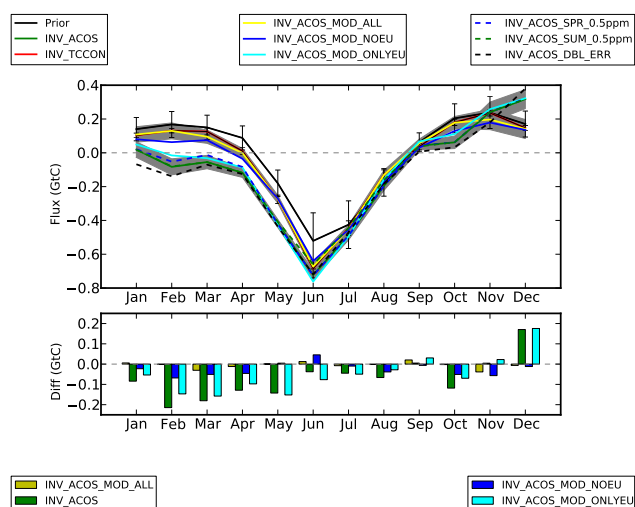 Prior
INV_ACOS
INV_TCCON
INV_ACOS_MOD_ALL
INV_ACOS_MOD_NOEU
INV_ACOS_MOD_ONLYEU
INV_ACOS_SPR_0.5ppm
INV_ACOS_SUM_0.5ppm
INV_ACOS_DBL_ERR
Flux (GtC)
0.4
0.2
0.0
−0.2
−0.4
−0.6
−0.8
Jan Feb Mar Apr May Jun Jul Aug Sep Oct Nov Dec
Diff (GtC)
0.2
0.1
0.0
−0.1
−0.2
Jan Feb Mar Apr May Jun Jul Aug Sep Oct Nov Dec
INV_ACOS_MOD_ALL
INV_ACOS
INV_ACOS_MOD_NOEU
INV_ACOS_MOD_ONLYEU